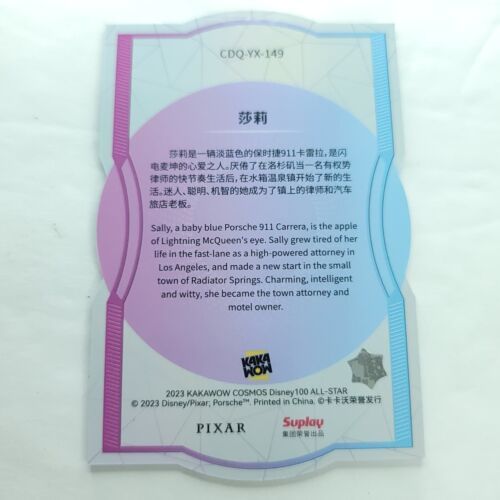 CDQ-YX-149
莎莉
莎莉是一辆淡蓝色的保时捷911卡雷拉，是闪
电麦坤的心爱之人。厌倦了在洛杉矶当一名有权势
律师的快节奏生活后，在水箱温泉镇开始了新的生
活。迷人、聪明、机智的她成为了镇上的律师和汽车
旅店老板。
Sally, a baby blue Porsche 911 Carrera, is the apple
of Lightning McQueen's eye. Sally grew tired of her
life in the fast-lane as a high-powered attorney in
Los Angeles, and made a new start in the small
town of Radiator Springs. Charming, intelligent
and witty, she became the town attorney and
motel owner.
KAKA
WOW
2023 KAKAWOW COSMOS Disney100 ALL-STAR
© 2023 Disney/Pixar; Porsche™. Printed in China. ©卡卡沃荣誉发行
PIXAR
Suplay
集团荣誉出品